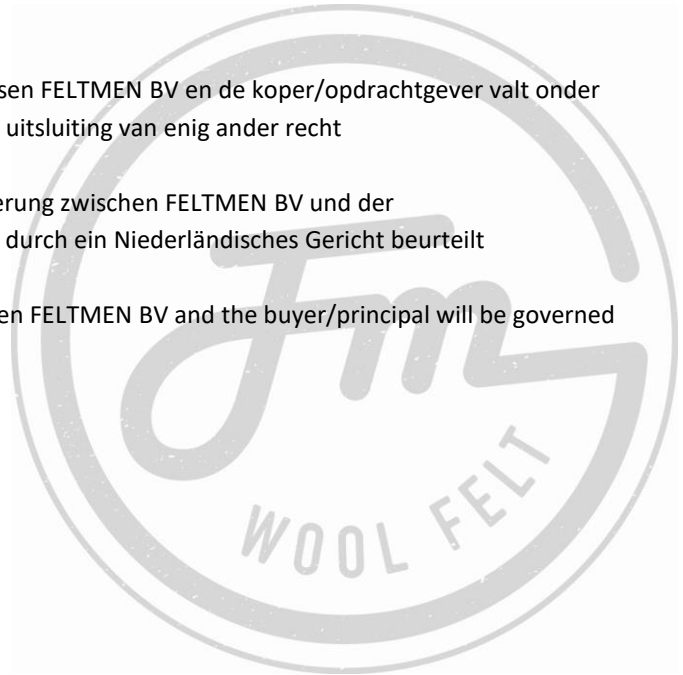 sen FELTMEN BV en de koper/opdrachtgever valt onder
uitsluiting van enig ander recht
erung zwischen FELTMEN BV und der
durch ein Niederländisches Gericht beurteilt
en FELTMEN BV and the buyer/principal will be governed
Fm
WOOL FELT